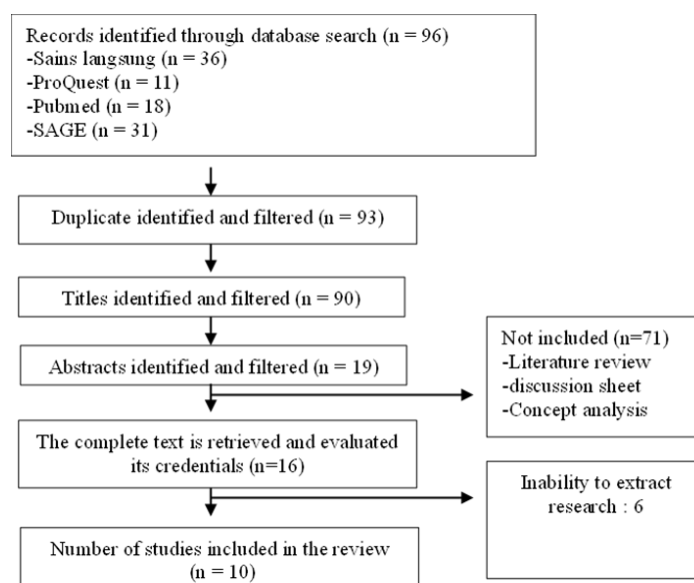 Records identified through database search (n = 96)
-Sains langsung (n = 36)
-ProQuest (n = 11)
-Pubmed (n = 18)
-SAGE (n = 31)
Duplicate identified and filtered (n = 93)
Titles identified and filtered (n = 90)
Abstracts identified and filtered (n = 19)
Not included (n=71)
-Literature review
-discussion sheet
-Concept analysis
The complete text is retrieved and evaluated
its credentials (n=16)
Inability to extract
research : 6
Number of studies included in the review
(n = 10)